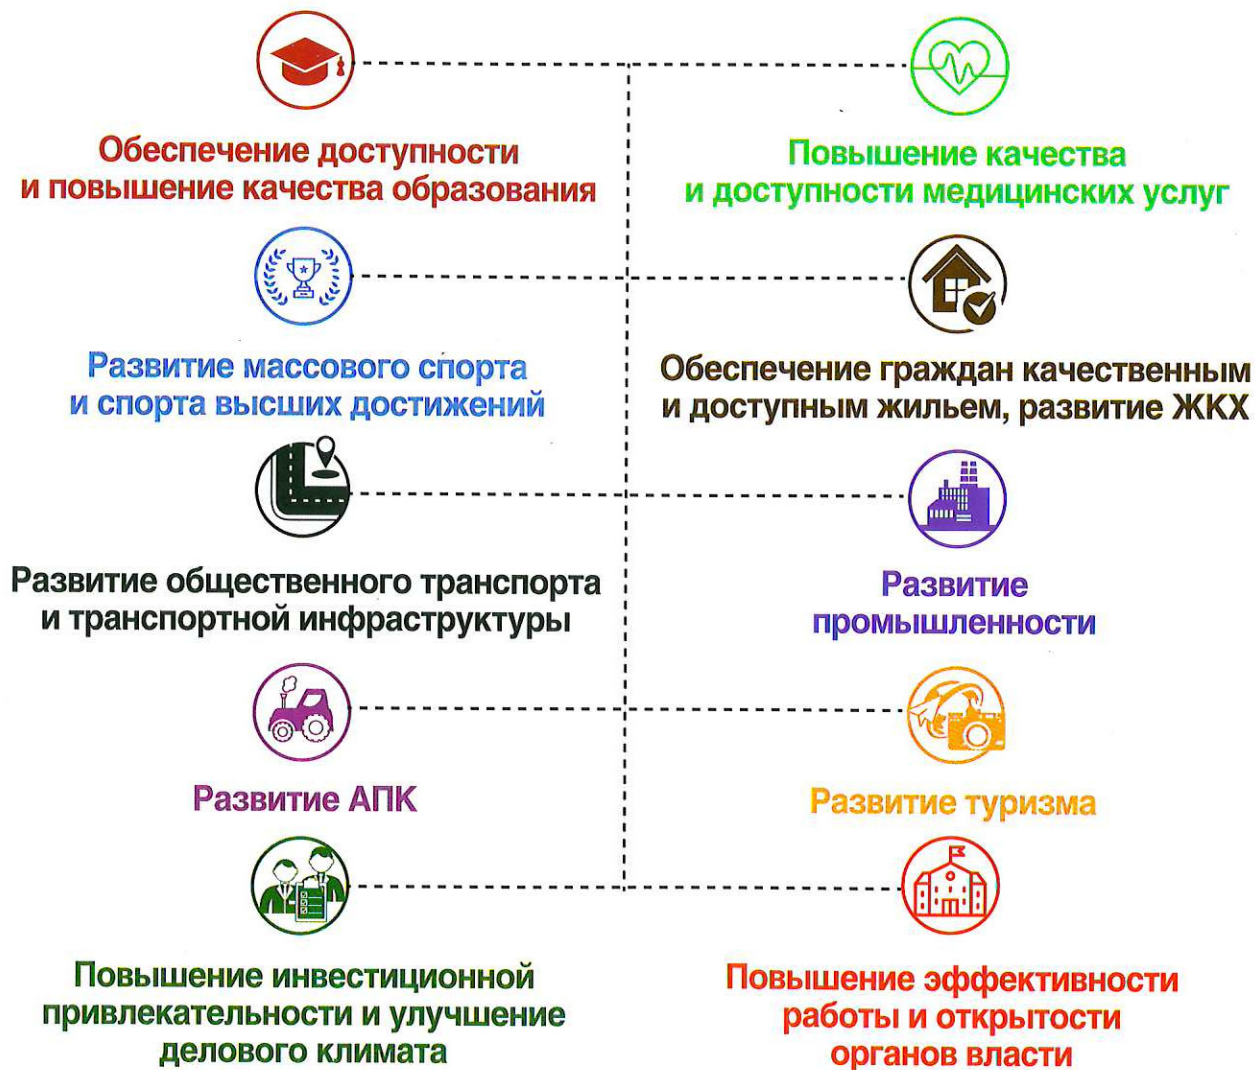 Обеспечение доступности
и повышение качества образования
Повышение качества
и доступности медицинских услуг
Развитие массового спорта
и спорта высших достижений
Обеспечение граждан качественным
и доступным жильем, развитие ЖКХ
Развитие общественного транспорта
и транспортной инфраструктуры
Развитие
промышленности
Развитие АПК
Развитие туризма
Повышение инвестиционной
привлекательности и улучшение
делового климата
Повышение эффективности
работы и открытости
органов власти